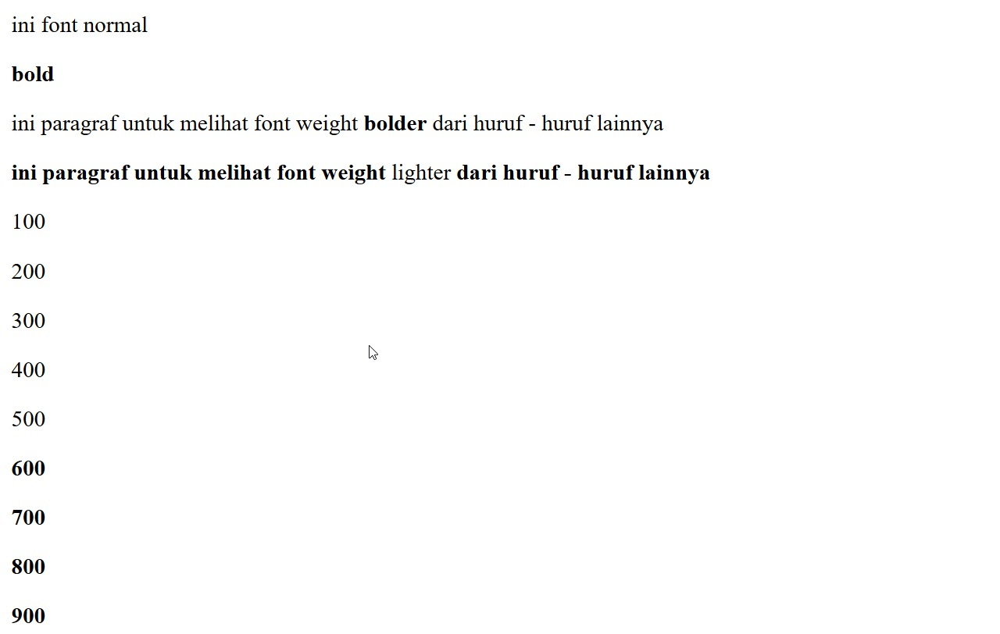 ini font normal
bold
ini paragraf untuk melihat font weight bolder dari huruf - huruf lainnya
ini paragraf untuk melihat font weight lighter dari huruf - huruf lainnya
100
200
300
400
500
600
700
800
900